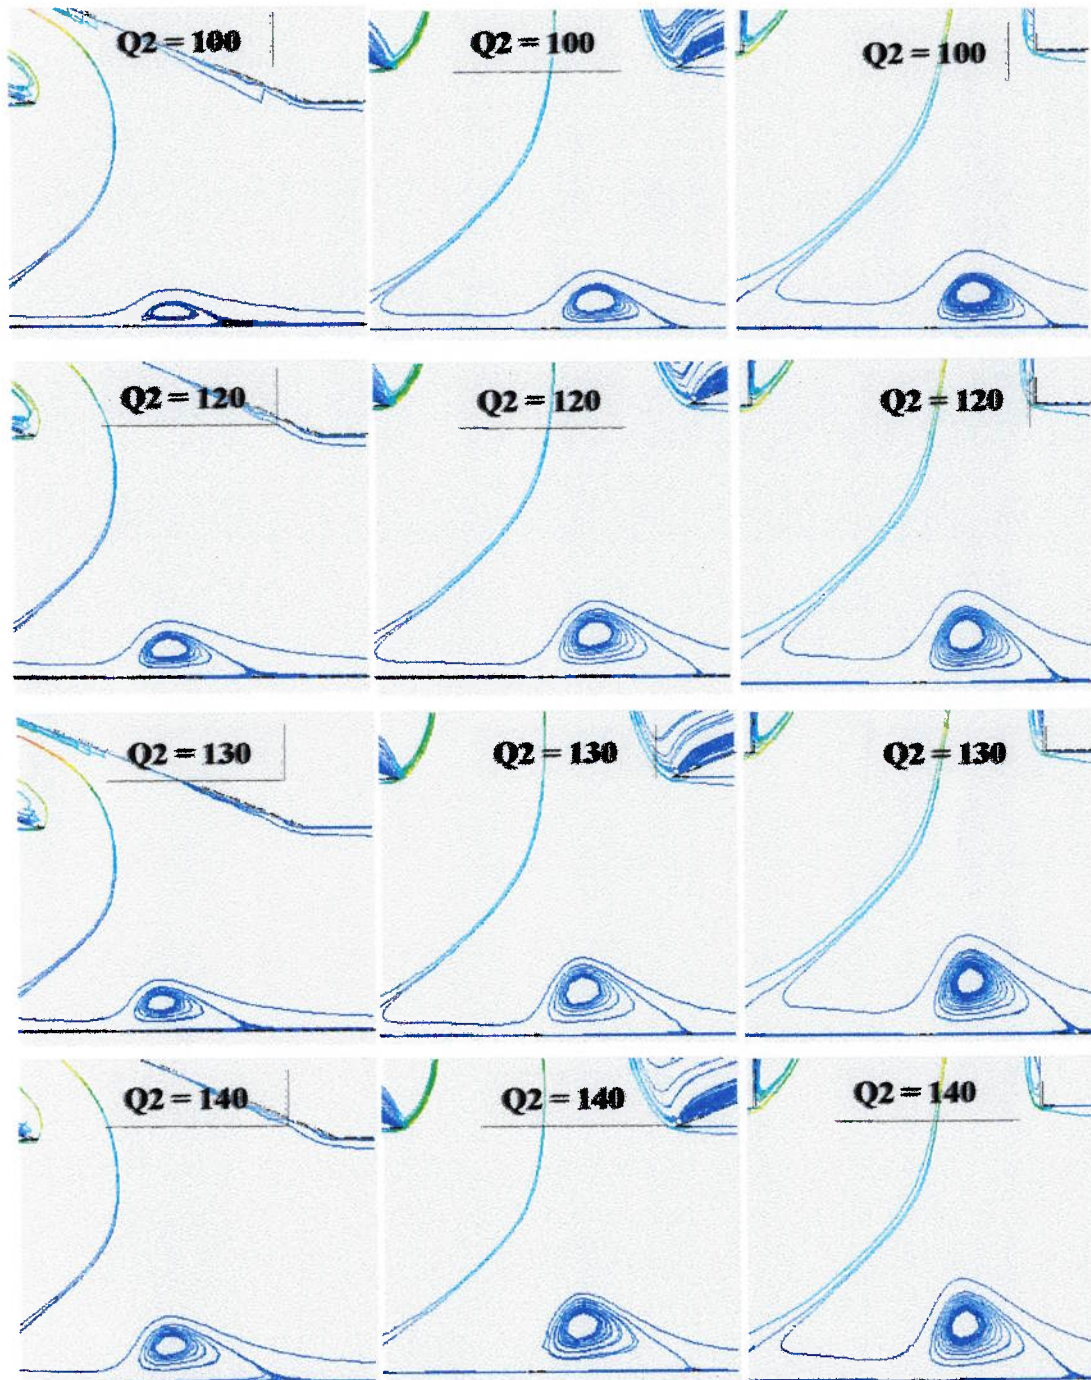 Q2 = 100
Q2 = 100
Q2 = 100
Q2 = 120
Q2 = 120
Q2 = 120
Q2 = 130
Q2 = 130
Q2 = 130
Q2 = 140
Q2 = 140
Q2 = 140